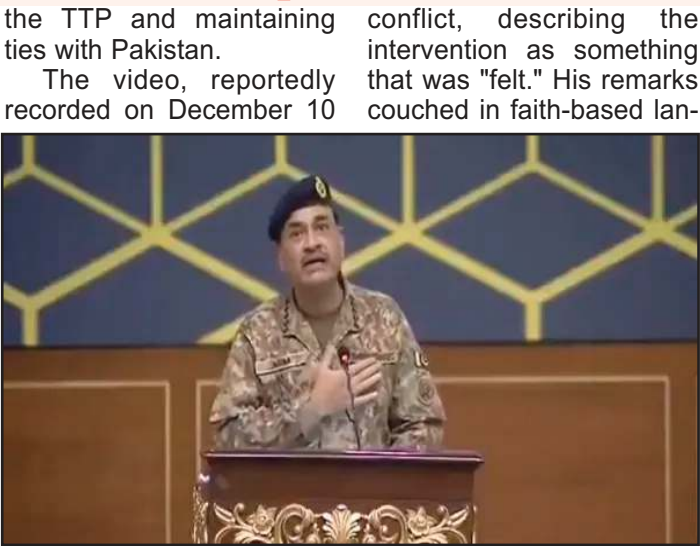 the TTP and maintaining
ties with Pakistan.
The video, reportedly
recorded on December 10
conflict, describing the
intervention as something
that was "felt." His remarks
couched in faith-based lan-